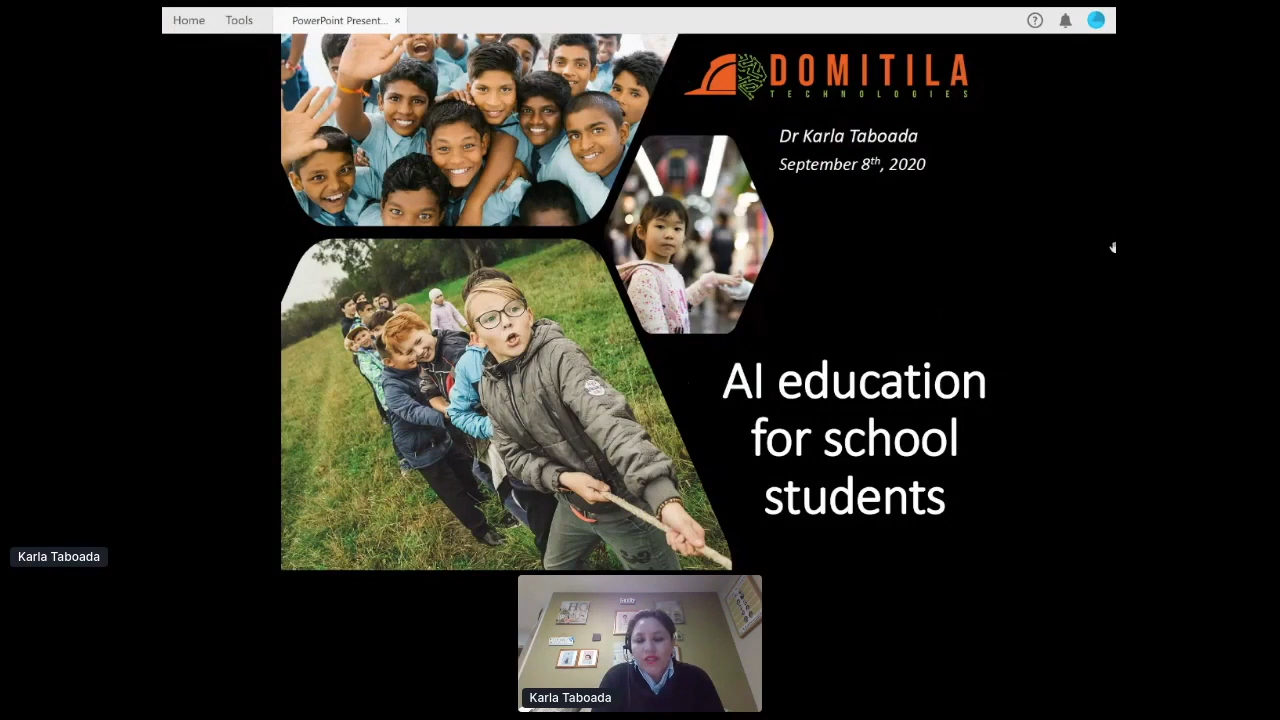 Home Tools PowerPoint Present... ×
DOMITILA
TECHNOLOGIES
Dr Karla Taboada
September 8th, 2020
AI education
for school
students
Karla Taboada
Karla Taboada